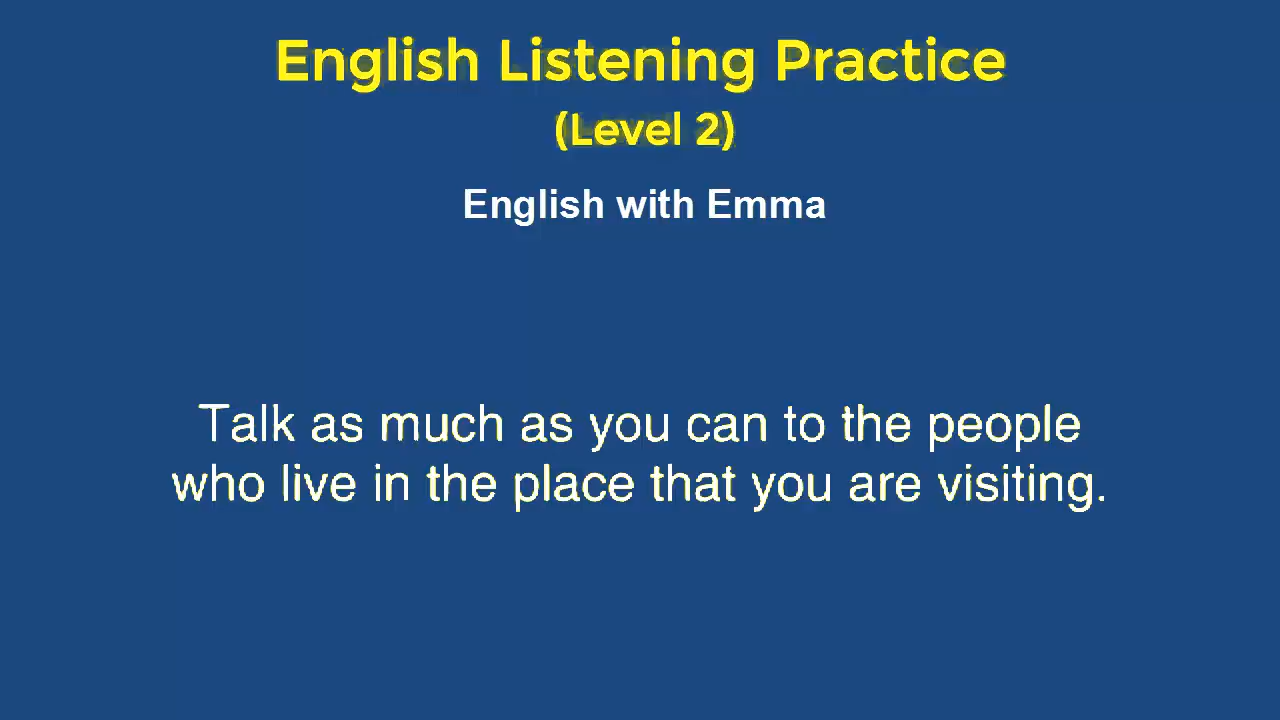 English Listening Practice
(Level 2)
English with Emma
Talk as much as you can to the people
who live in the place that you are visiting.